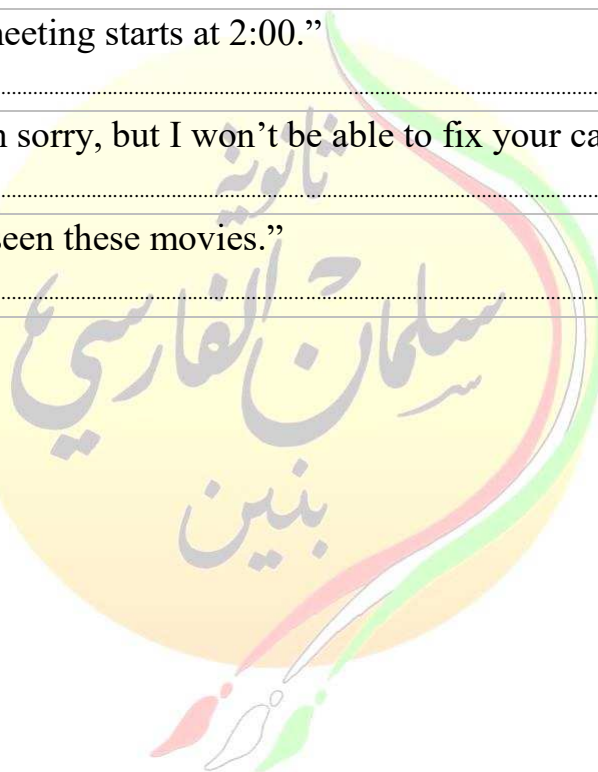 neeting starts at 2:00.”
n sorry, but I won’t be able to fix your ca
seen these movies.”
ثانوية
سلمان الفارسي
بنين